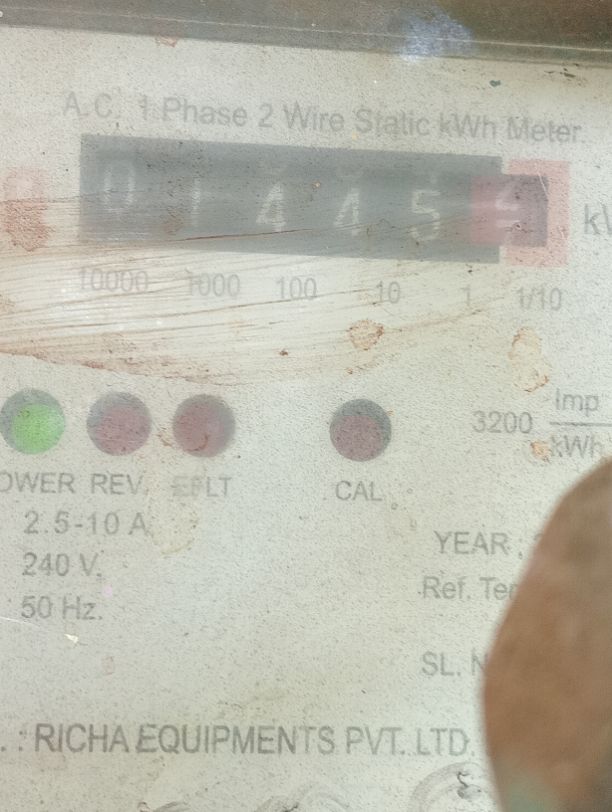 A.C. 1 Phase 2 Wire Static kWh Meter
0 1 4 4 5
10000 1000 100 10 1 1/10
3200 Imp
kWh
OWER REV EFLT CAL
2.5-10 A
YEAR :
240 V.
Ref. Te
50 Hz.
SL. N
RICHA EQUIPMENTS PVT. LTD.